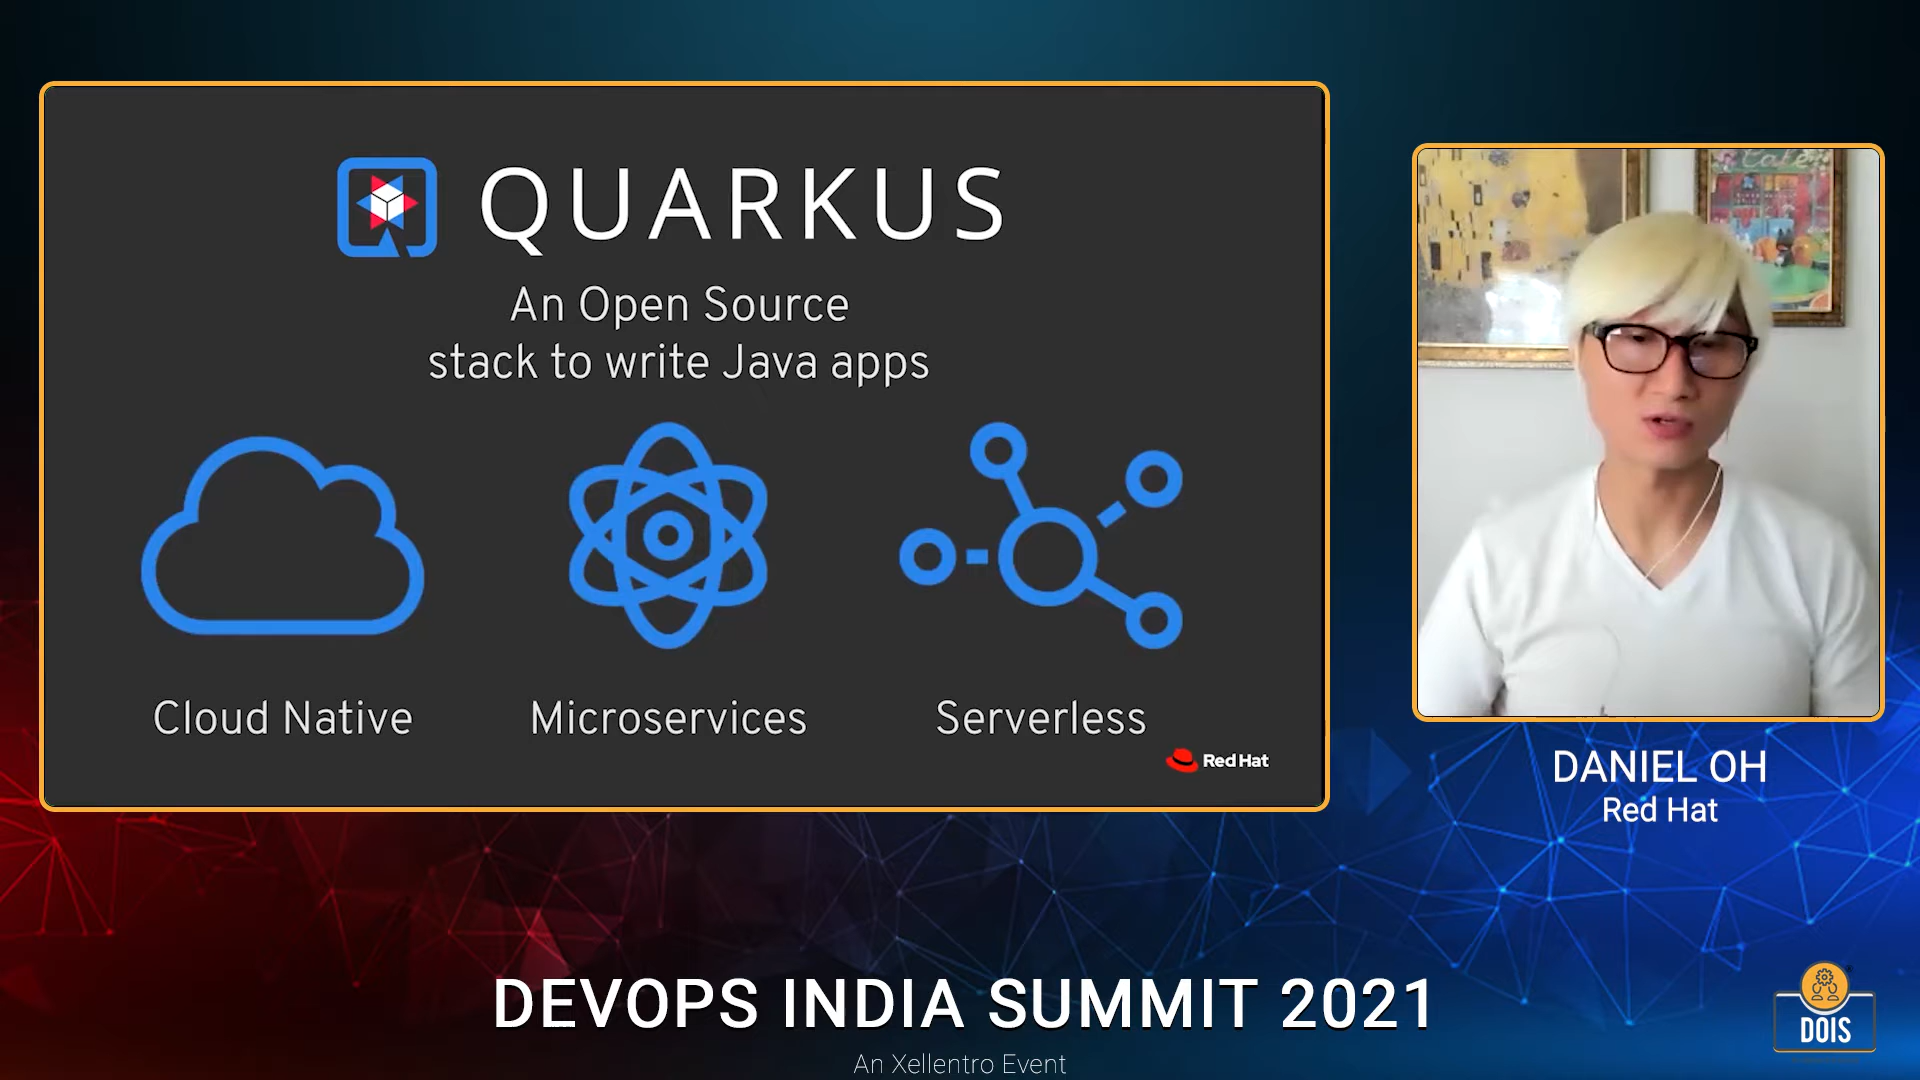 QUARKUS
An Open Source
stack to write Java apps
Cloud Native
Microservices
Serverless
Red Hat
Cafe
DANIEL OH
Red Hat
DEVOPS INDIA SUMMIT 2021
An Xellentro Event
DOIS